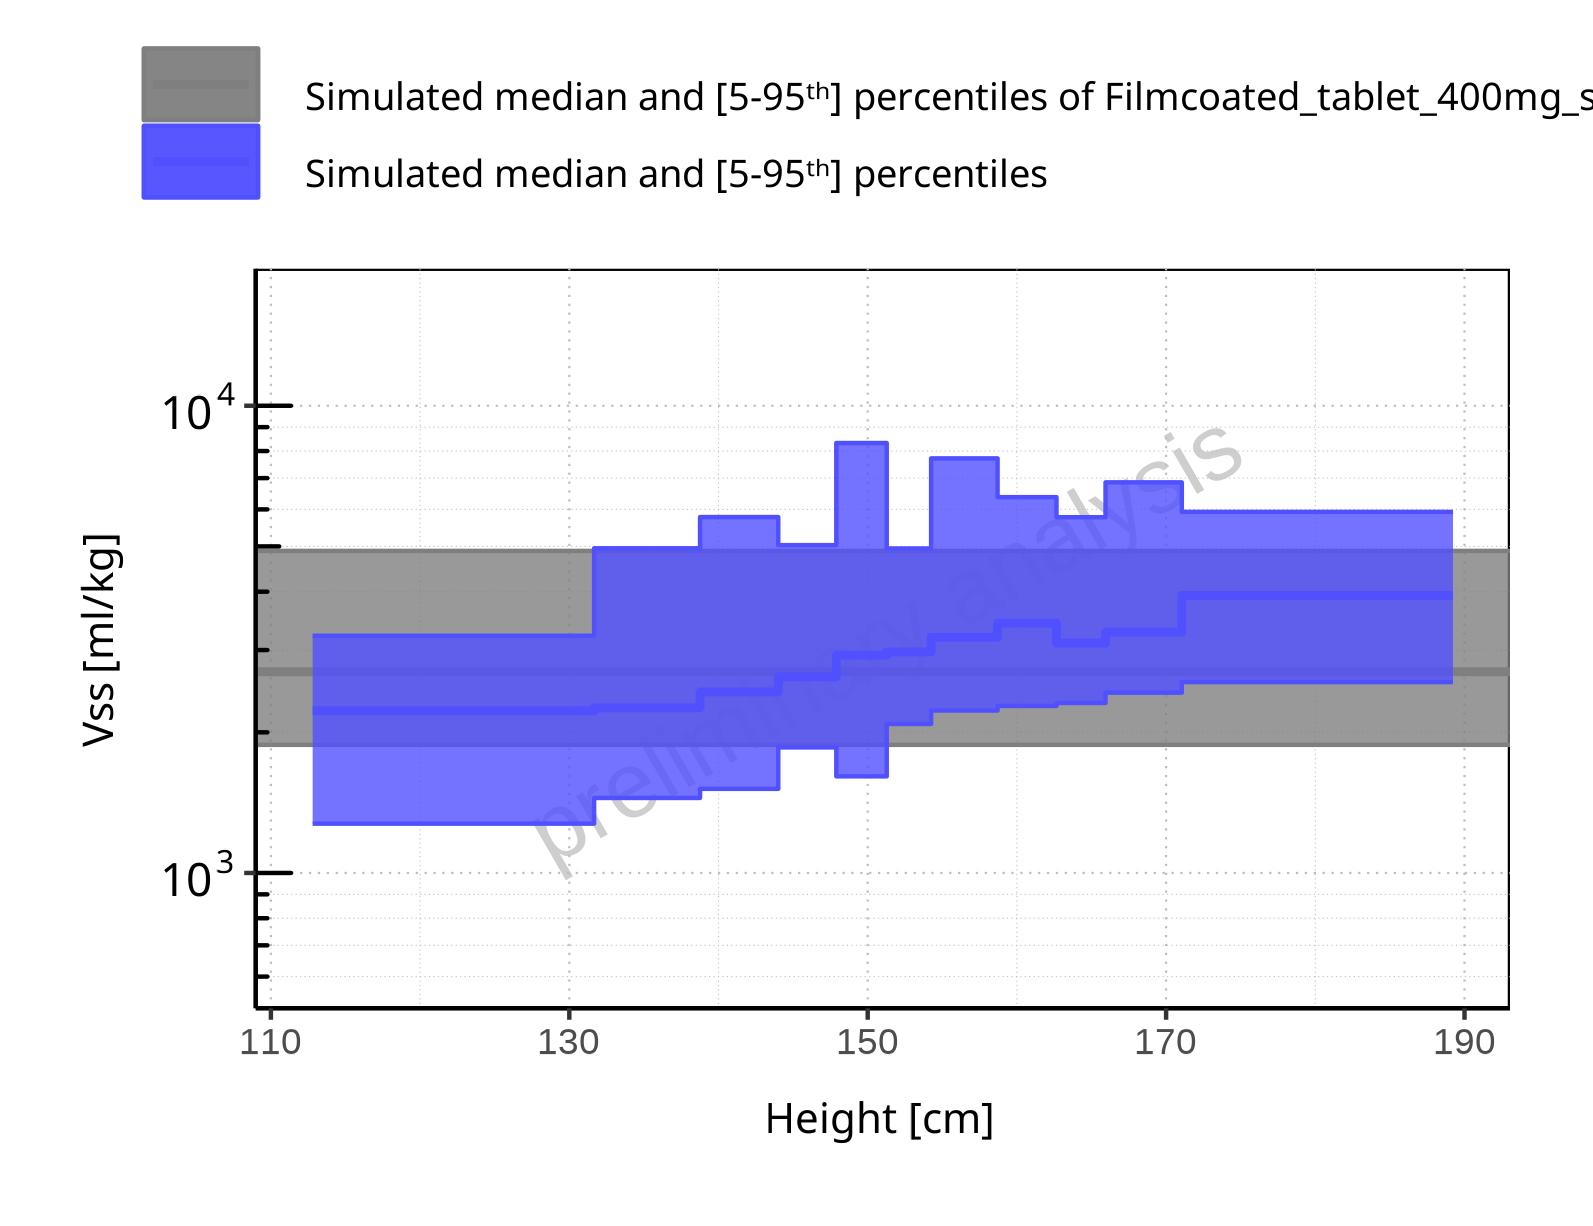 Simulated median and [5-95th] percentiles of Filmcoated_tablet_400mg_s
Simulated median and [5-95th] percentiles
10^4
10^3
Vss [ml/kg]
preliminary analysis
110 130 150 170 190
Height [cm]